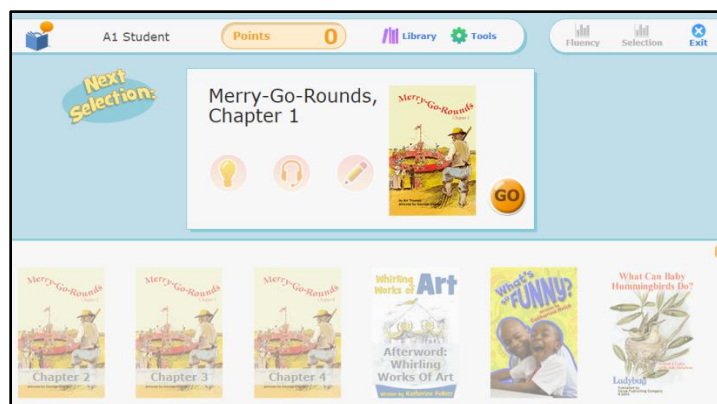 A1 Student
Points 0
Library
Tools
Fluency
Selection
Exit
Next
Selection:
Merry-Go-Rounds,
Chapter 1
Merry-Go-Rounds
Chapter 1
GO
Merry-Go-Rounds
Chapter 2
Merry-Go-Rounds
Chapter 3
Merry-Go-Rounds
Chapter 4
Whirling
Works of Art
Afterword:
Whirling
Works Of Art
What's
FUNNY?
What Can Baby
Hummingbirds Do?
Ladybug